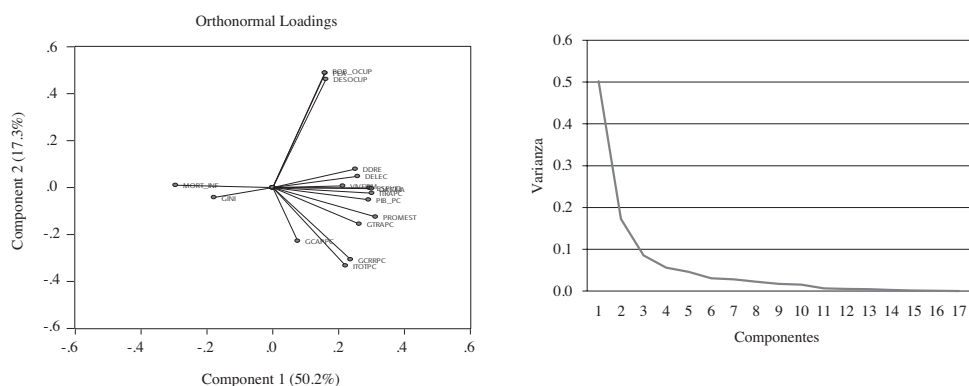 Orthonormal Loadings
.6
.4
.2
.0
-.2
-.4
-.6
-.6
-.4
-.2
.0
.2
.4
.6
Component 2 (17.3%)
Component 1 (50.2%)
POB_OCUP
DESOCUP
DDRE
DELEC
MORT_INF
GINI
ITRAPC
PIB_PC
PROMEST
GTRAPC
GCAPPC
GCRRPC
ITOTPC
0.6
0.5
0.4
0.3
0.2
0.1
0.0
1 2 3 4 5 6 7 8 9 10 11 12 13 14 15 16 17
Varianza
Componentes